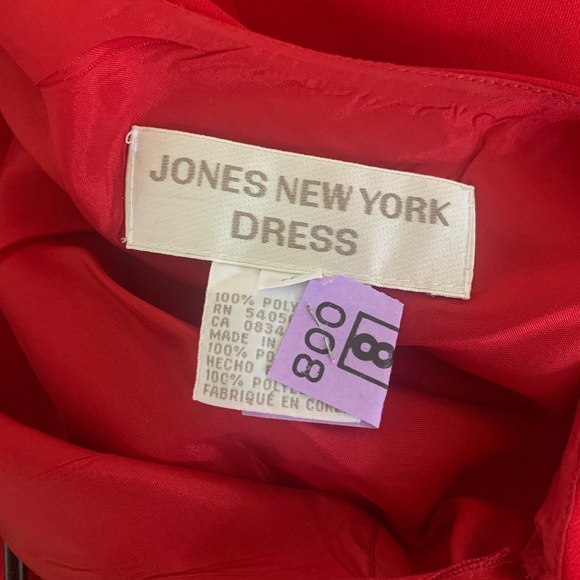 JONES NEW YORK
DRESS
100% POLY
RN 5405
CA 0834
MADE IN
100% PO
HECHO
100% POLYE
FABRIQUÉ EN CORÉ
800
8